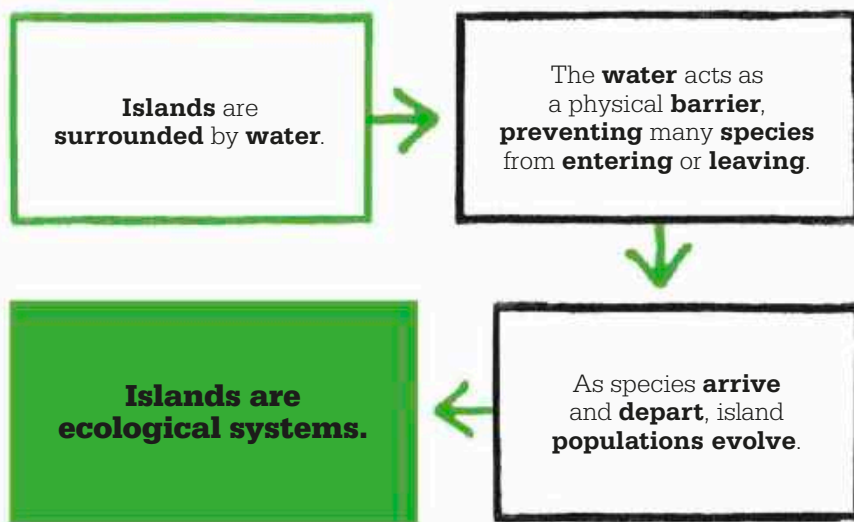 Islands are
surrounded by water.
The water acts as
a physical barrier,
preventing many species
from entering or leaving.
As species arrive
and depart, island
populations evolve.
Islands are
ecological systems.